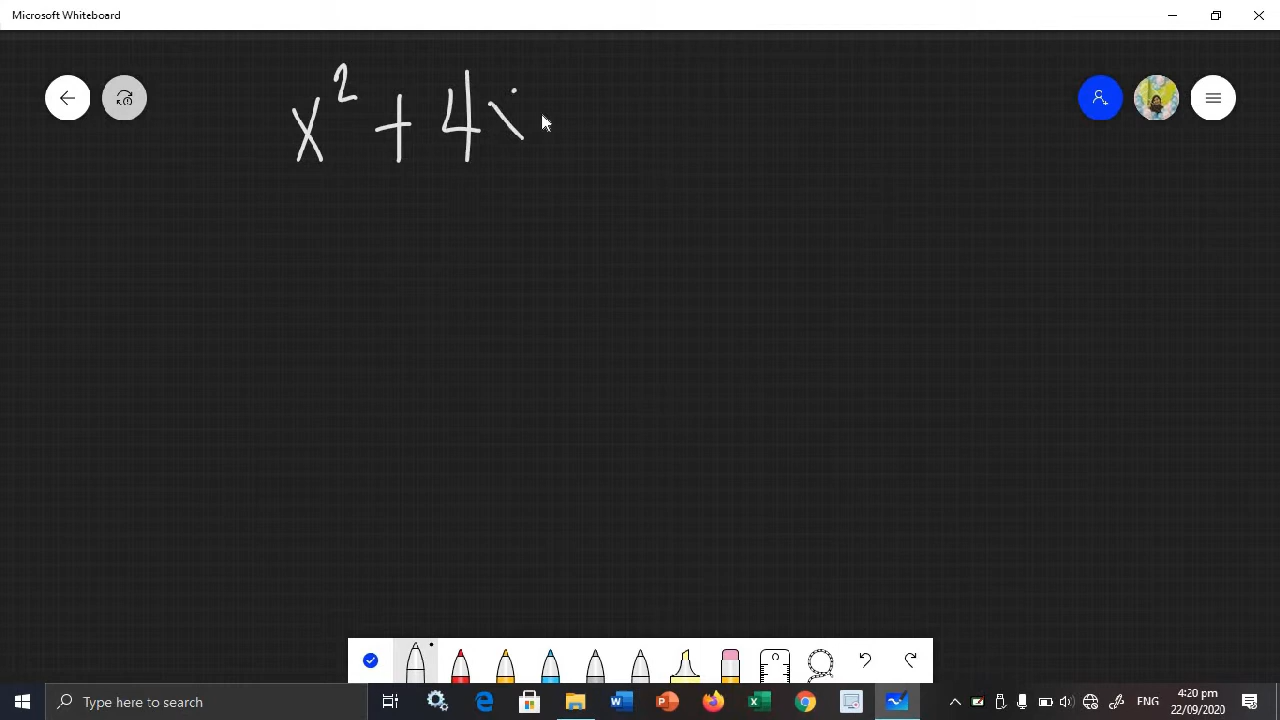 Microsoft Whiteboard
x² + 4
Type here to search
ENG
4:20 pm
22/09/2020